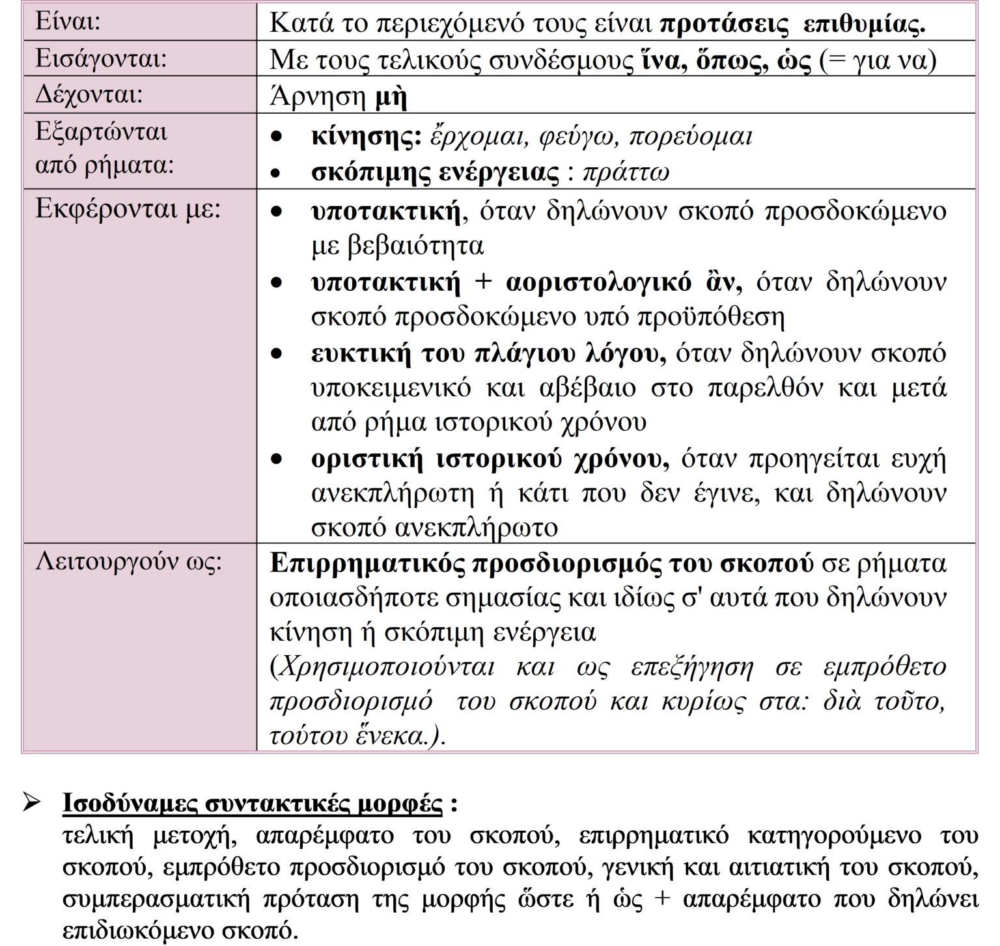 Είναι:
Κατά το περιεχόμενό τους είναι προτάσεις επιθυμίας.
Εισάγονται:
Με τους τελικούς συνδέσμους ἵνα, ὅπως, ὡς (= για να)
Δέχονται:
Άρνηση μὴ
Εξαρτώνται
από ρήματα:
• κίνησης: ἔρχομαι, φεύγω, πορεύομαι
• σκόπιμης ενέργειας : πράττω
Εκφέρονται με:
• υποτακτική, όταν δηλώνουν σκοπό προσδοκώμενο
με βεβαιότητα
• υποτακτική + αοριστολογικό ἂν, όταν δηλώνουν
σκοπό προσδοκώμενο υπό προϋπόθεση
• ευκτική του πλάγιου λόγου, όταν δηλώνουν σκοπό
υποκειμενικό και αβέβαιο στο παρελθόν και μετά
από ρήμα ιστορικού χρόνου
• οριστική ιστορικού χρόνου, όταν προηγείται ευχή
ανεκπλήρωτη ή κάτι που δεν έγινε, και δηλώνουν
σκοπό ανεκπλήρωτο
Λειτουργούν ως:
Επιρρηματικός προσδιορισμός του σκοπού σε ρήματα
οποιασδήποτε σημασίας και ιδίως σ' αυτά που δηλώνουν
κίνηση ή σκόπιμη ενέργεια
(Χρησιμοποιούνται και ως επεξήγηση σε εμπρόθετο
προσδιορισμό του σκοπού και κυρίως στα: διὰ τοῦτο,
τούτου ἕνεκα.).
➢ Ισοδύναμες συντακτικές μορφές :
τελική μετοχή, απαρέμφατο του σκοπού, επιρρηματικό κατηγορούμενο του
σκοπού, εμπρόθετο προσδιορισμό του σκοπού, γενική και αιτιατική του σκοπού,
συμπερασματική πρόταση της μορφής ὥστε ή ὡς + απαρέμφατο που δηλώνει
επιδιωκόμενο σκοπό.